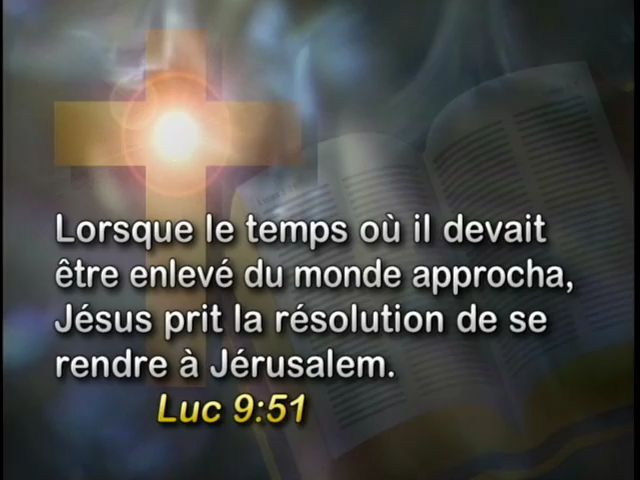 Lorsque le temps où il devait
être enlevé du monde approcha,
Jésus prit la résolution de se
rendre à Jérusalem.
Luc 9:51